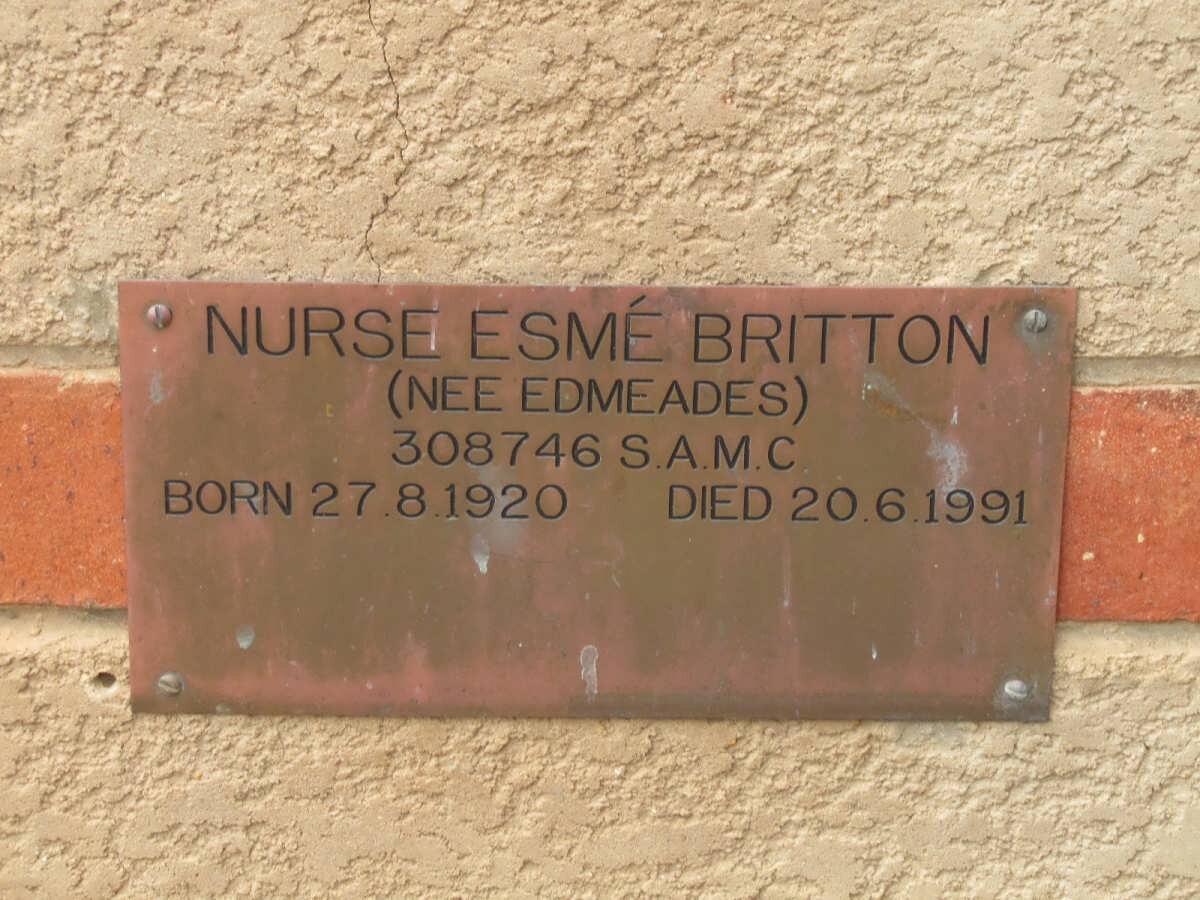 NURSE ESMÉ BRITTON
(NEE EDMEADES)
308746 S.A.M.C.
BORN 27.8.1920 DIED 20.6.1991